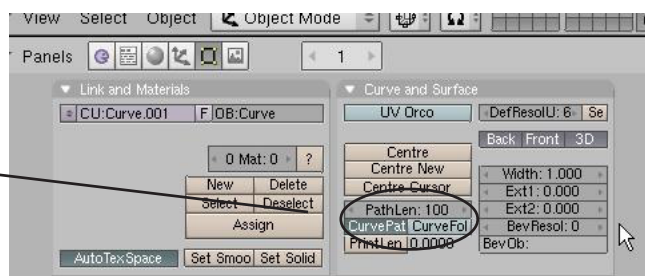 View Select Object Object Mode
Panels 1
Link and Materials
CU:Curve.001 F OB:Curve
0 Mat: 0 ?
New Delete
Select Deselect
Assign
AutoTexSpace Set Smoo Set Solid
Curve and Surface
UV Orco DefResolU: 6 Se
Back Front 3D
Centre
Centre New
Centre Cursor
PathLen: 100
CurvePat CurveFol
PrintLen 0.0000
Width: 1.000
Ext1: 0.000
Ext2: 0.000
BevResol: 0
BevOb: